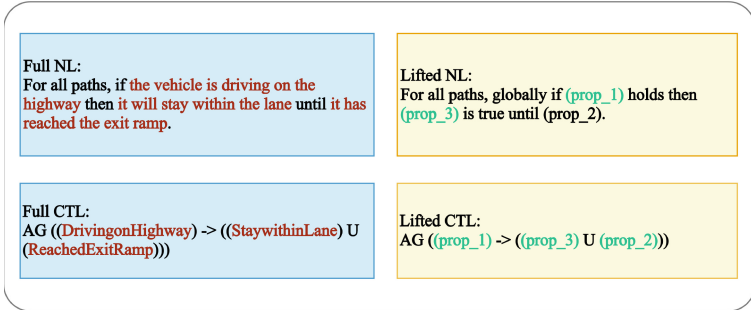 Full NL:
For all paths, if the vehicle is driving on the
highway then it will stay within the lane until it has
reached the exit ramp.
Lifted NL:
For all paths, globally if (prop_1) holds then
(prop_3) is true until (prop_2).
Full CTL:
AG ((DrivingonHighway) -> ((StaywithinLane) U
(ReachedExitRamp)))
Lifted CTL:
AG ((prop_1) -> ((prop_3) U (prop_2)))